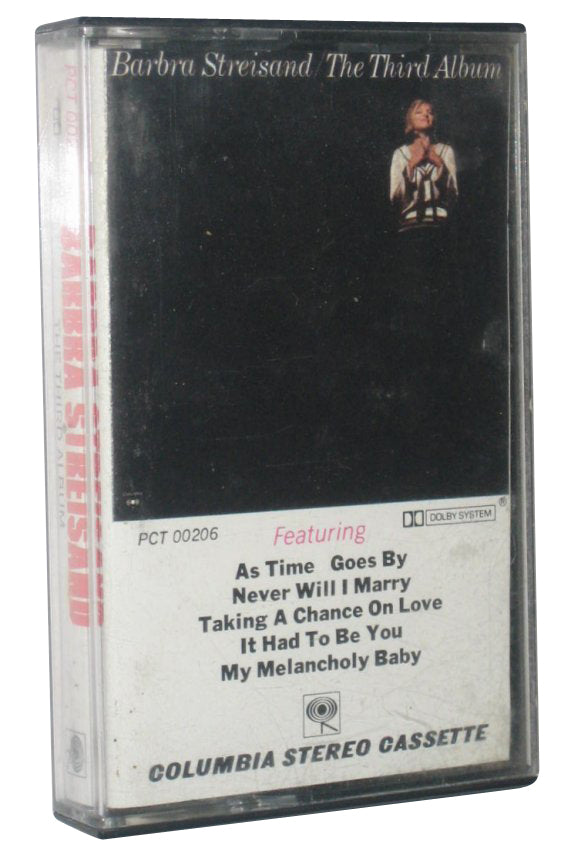 Barbra Streisand / The Third Album
DOLBY SYSTEM ®
PCT 00206
Featuring
As Time Goes By
Never Will I Marry
Taking A Chance On Love
It Had To Be You
My Melancholy Baby
COLUMBIA STEREO CASSETTE
BARBRA STREISAND
THE THIRD ALBUM